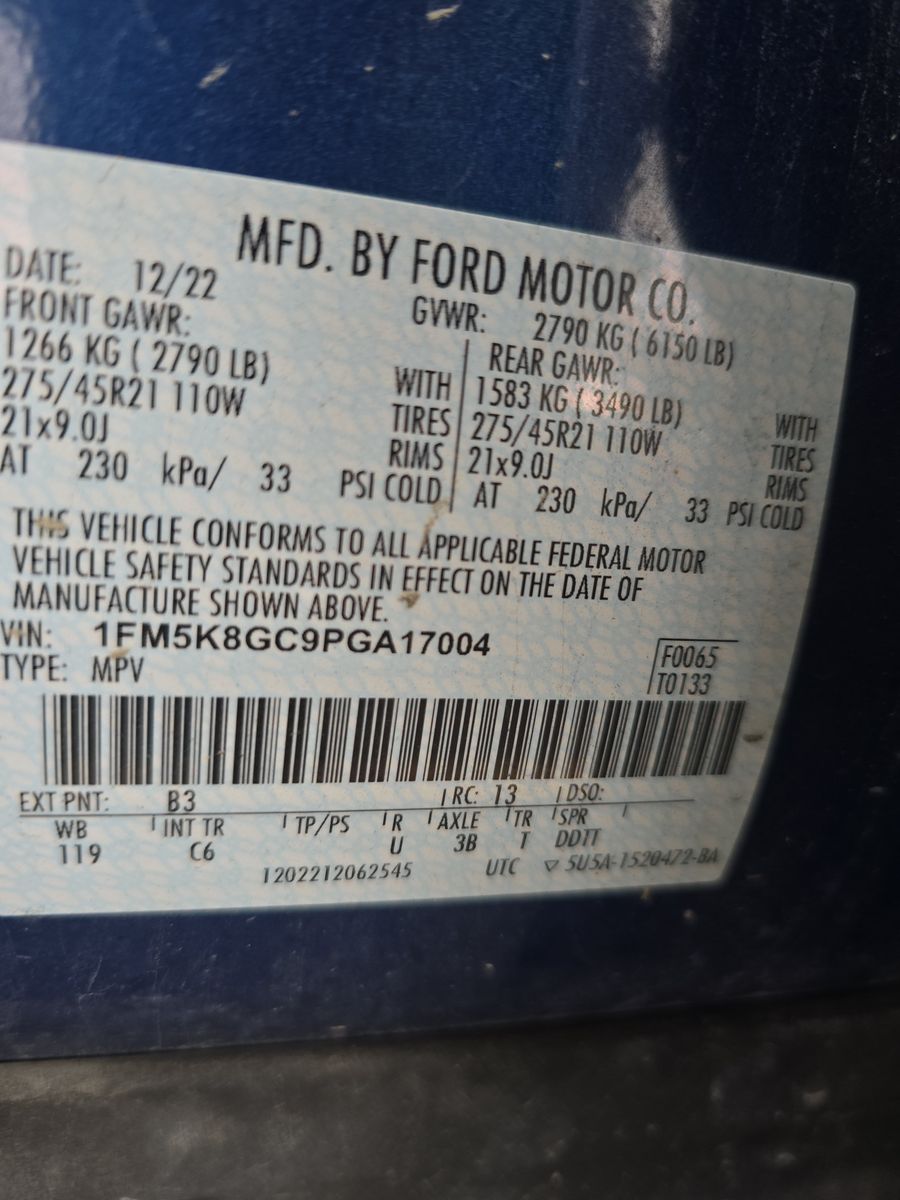 MFD. BY FORD MOTOR CO.
DATE: 12/22
GVWR: 2790 KG ( 6150 LB)
FRONT GAWR:
1266 KG ( 2790 LB) WITH
275/45R21 110W TIRES
21x9.0J RIMS
AT 230 kPa/ 33 PSI COLD
REAR GAWR:
1583 KG ( 3490 LB) WITH
275/45R21 110W TIRES
21x9.0J RIMS
AT 230 kPa/ 33 PSI COLD
THIS VEHICLE CONFORMS TO ALL APPLICABLE FEDERAL MOTOR
VEHICLE SAFETY STANDARDS IN EFFECT ON THE DATE OF
MANUFACTURE SHOWN ABOVE.
VIN: 1FM5K8GC9PGA17004
TYPE: MPV
F0065
T0133
EXT PNT: B3 RC: 13 DSO:
WB INT TR TP/PS R AXLE TR SPR
119 C6 U 3B T DDTT
1202212062545 UTC ▽ 5U5A-1520472-BA